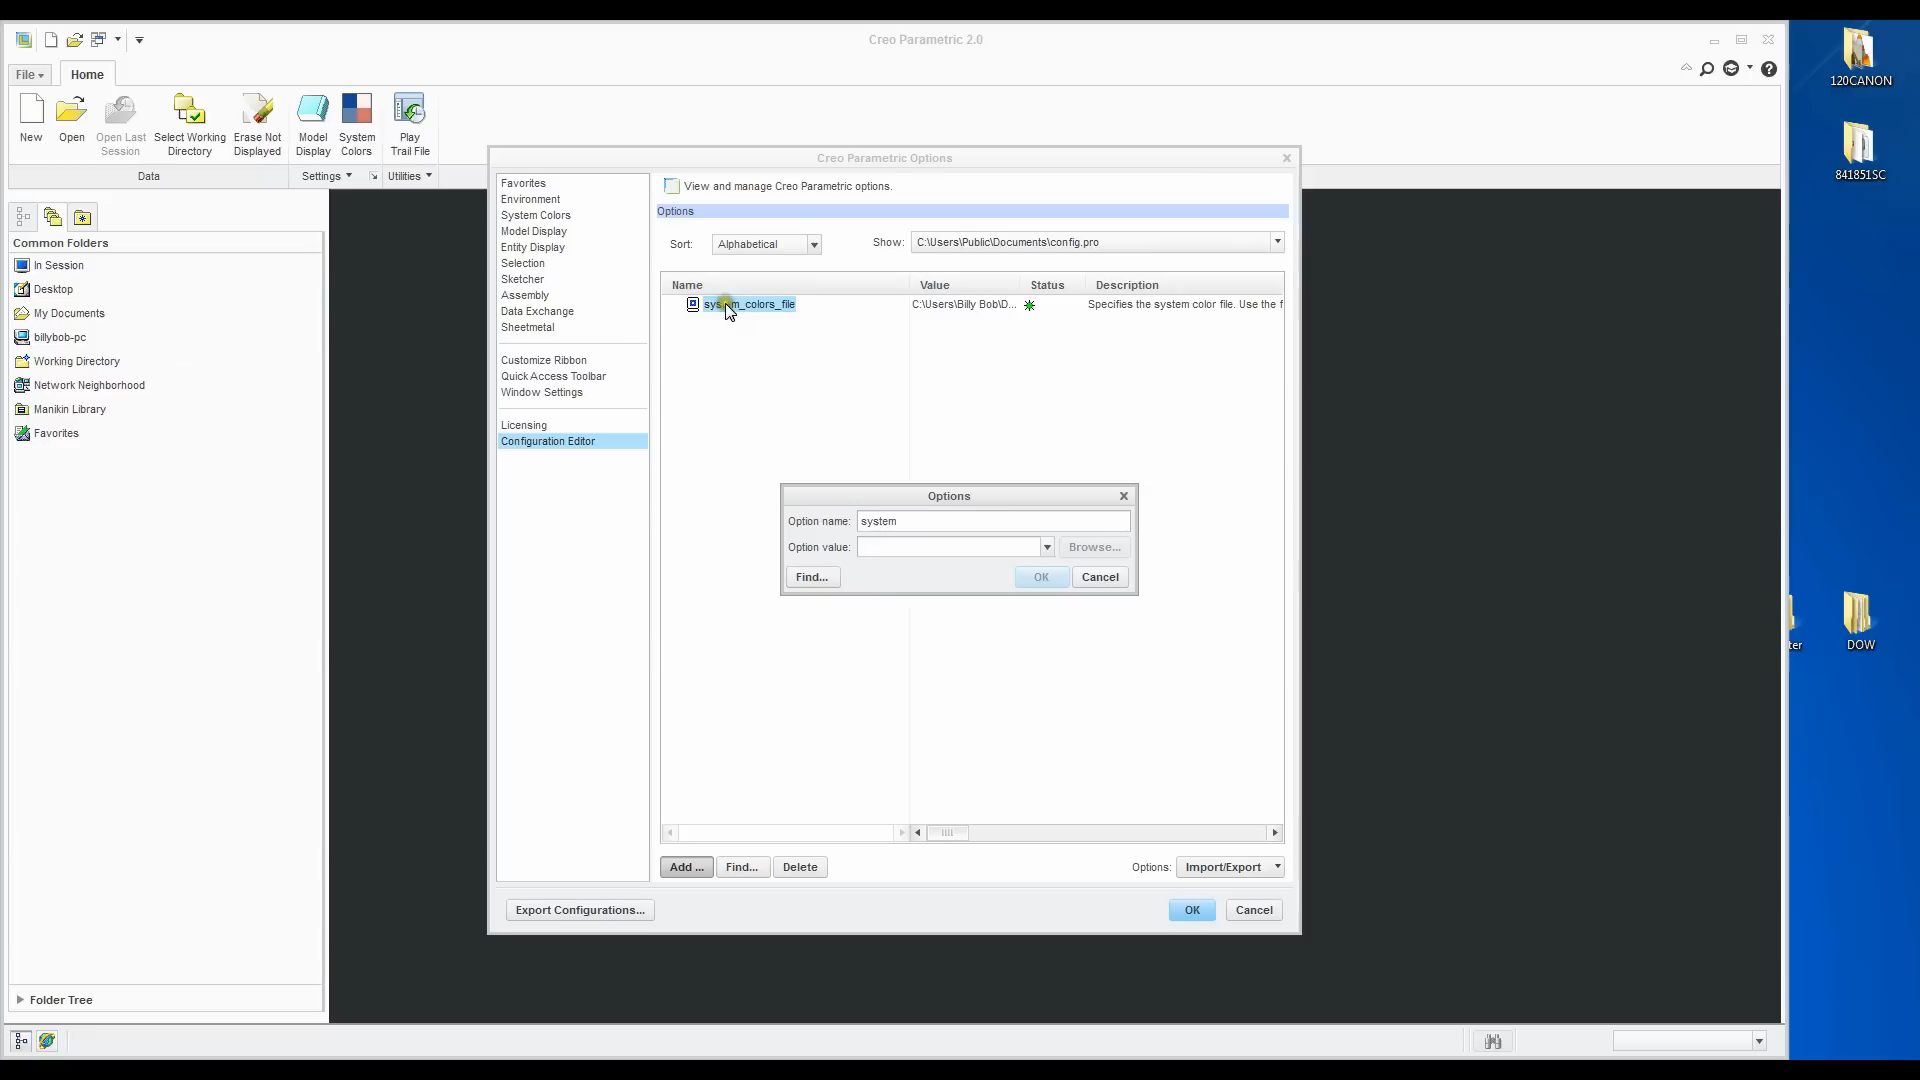 Creo Parametric 2.0
File
Home
New
Open
Open Last Session
Select Working Directory
Erase Not Displayed
Model Display
System Colors
Play Trail File
Data
Settings
Utilities
Common Folders
In Session
Desktop
My Documents
billybob-pc
Working Directory
Network Neighborhood
Manikin Library
Favorites
Folder Tree
Creo Parametric Options
Favorites
Environment
System Colors
Model Display
Entity Display
Selection
Sketcher
Assembly
Data Exchange
Sheetmetal
Customize Ribbon
Quick Access Toolbar
Window Settings
Licensing
Configuration Editor
View and manage Creo Parametric options.
Options
Sort: Alphabetical
Show: C:\Users\Public\Documents\config.pro
Name Value Status Description
system_colors_file C:\Users\Billy Bob\D... Specifies the system color file. Use the f
Options
Option name: system
Option value:
Browse...
Find...
OK
Cancel
Add ...
Find...
Delete
Options: Import/Export
Export Configurations...
OK
Cancel
120CANON
841851SC
ter
DOW